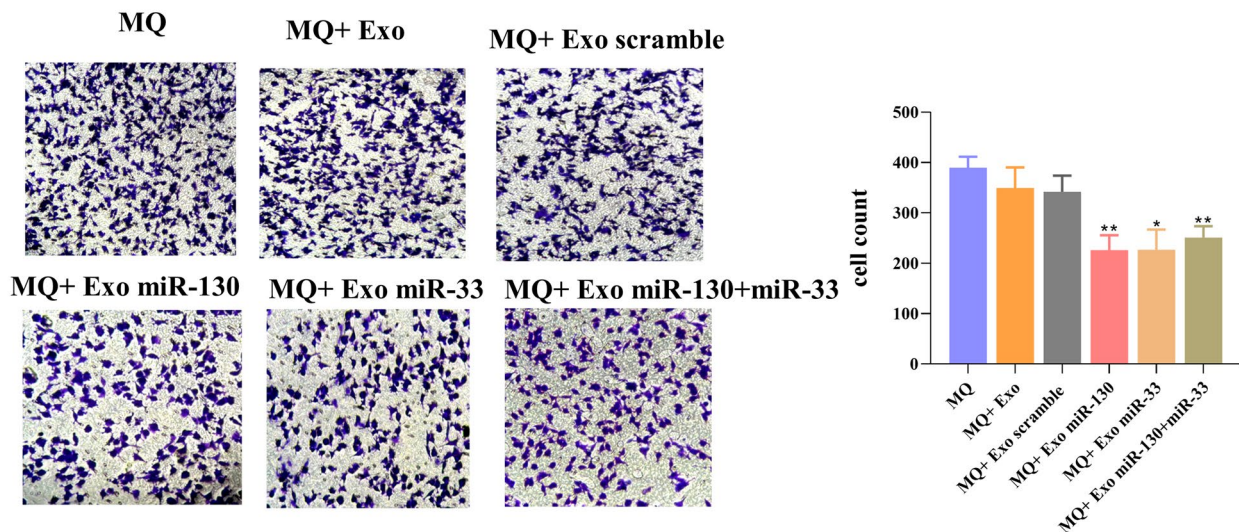 MQ
MQ+ Exo
MQ+ Exo scramble
MQ+ Exo miR-130
MQ+ Exo miR-33
MQ+ Exo miR-130+miR-33
cell count
500
400
300
200
100
0
**
*
**
MQ
MQ+ Exo
MQ+ Exo scramble
MQ+ Exo miR-130
MQ+ Exo miR-33
MQ+ Exo miR-130+miR-33